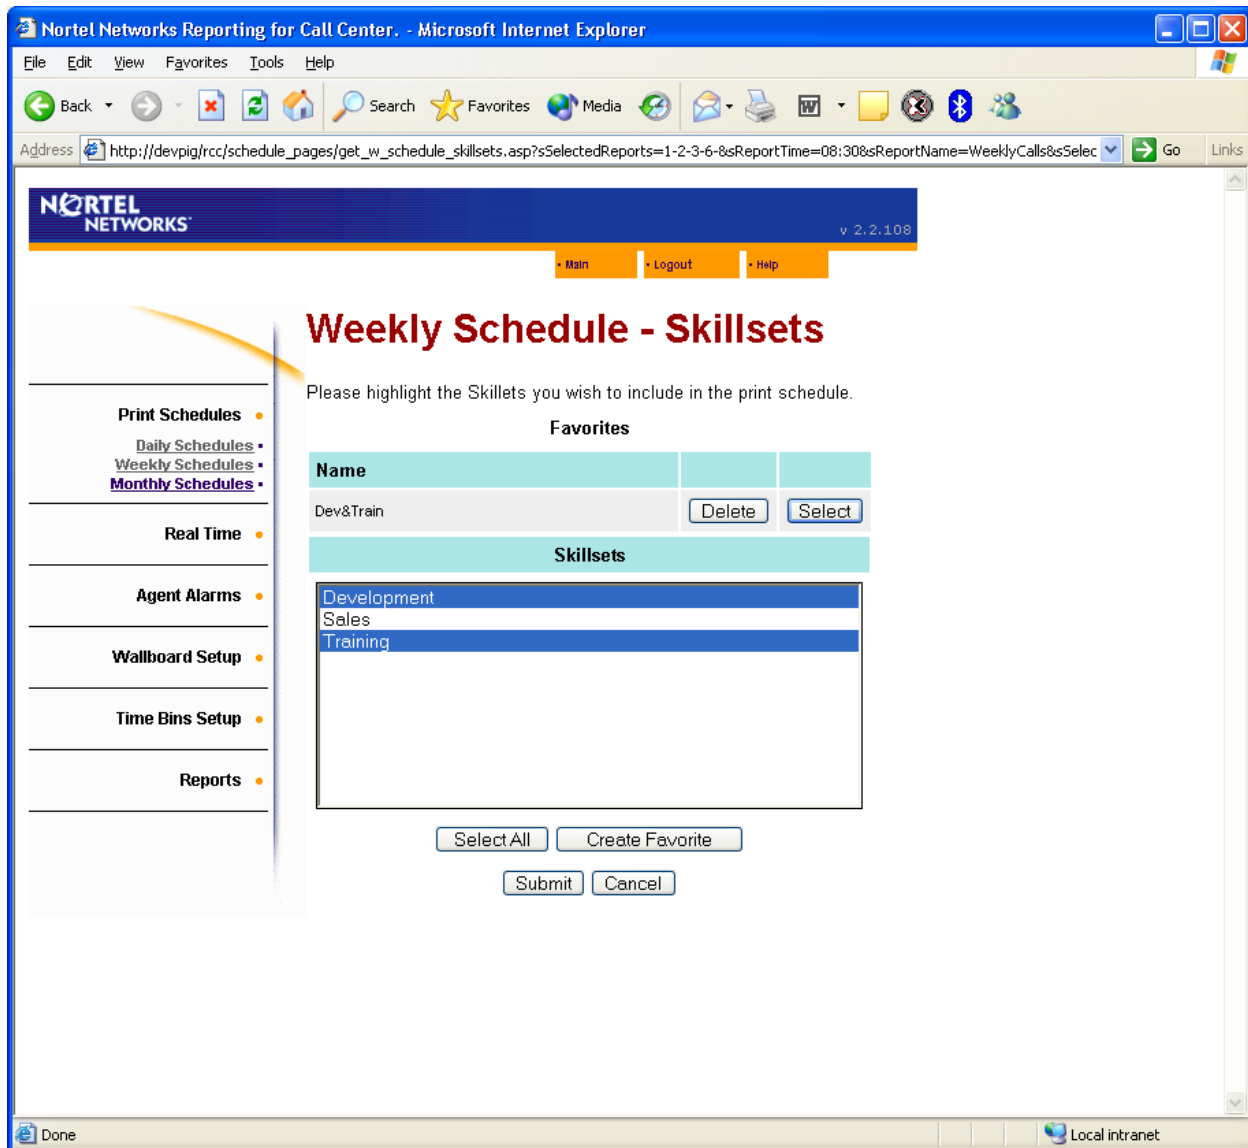 Nortel Networks Reporting for Call Center. - Microsoft Internet Explorer
File Edit View Favorites Tools Help
Back Search Favorites Media
Address http://devpig/rcc/schedule_pages/get_w_schedule_skillsets.asp?sSelectedReports=1-2-3-6-&sReportTime=08:30&sReportName=WeeklyCalls&sSelec Go Links
NORTEL
NETWORKS
v 2.2.108
Main Logout Help
Weekly Schedule - Skillsets
Please highlight the Skillets you wish to include in the print schedule.
Print Schedules
Daily Schedules
Weekly Schedules
Monthly Schedules
Real Time
Agent Alarms
Wallboard Setup
Time Bins Setup
Reports
Favorites
Name
Dev&Train Delete Select
Skillsets
Development
Sales
Training
Select All Create Favorite
Submit Cancel
Done Local intranet